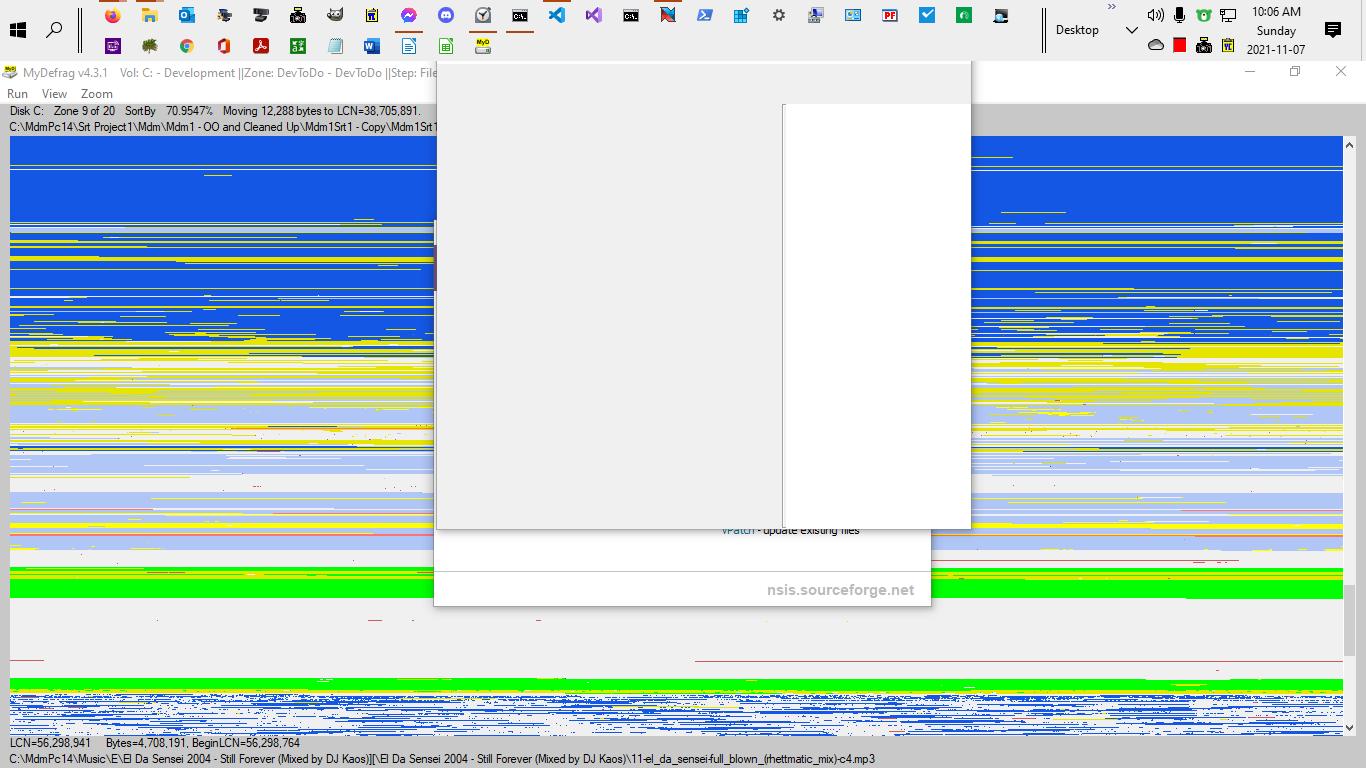 10:06 AM
Desktop
Sunday
2021-11-07
MyDefrag v4.3.1 Vol: C: - Development ||Zone: DevToDo - DevToDo ||Step: File
Run View Zoom
Disk C: Zone 9 of 20 SortBy 70.9547% Moving 12,288 bytes to LCN=38,705,891.
C:\MdmPc14\Srt Project1\Mdm\Mdm1 - OO and Cleaned Up\Mdm1Srt1 - Copy\Mdm1Srt1
VPatch - update existing files
nsis.sourceforge.net
LCN=56,298,941 Bytes=4,708,191, BeginLCN=56,298,764
C:\MdmPc14\Music\E\El Da Sensei 2004 - Still Forever (Mixed by DJ Kaos)][\El Da Sensei 2004 - Still Forever (Mixed by DJ Kaos)\11-el_da_sensei-full_blown_(rhettmatic_mix)-c4.mp3